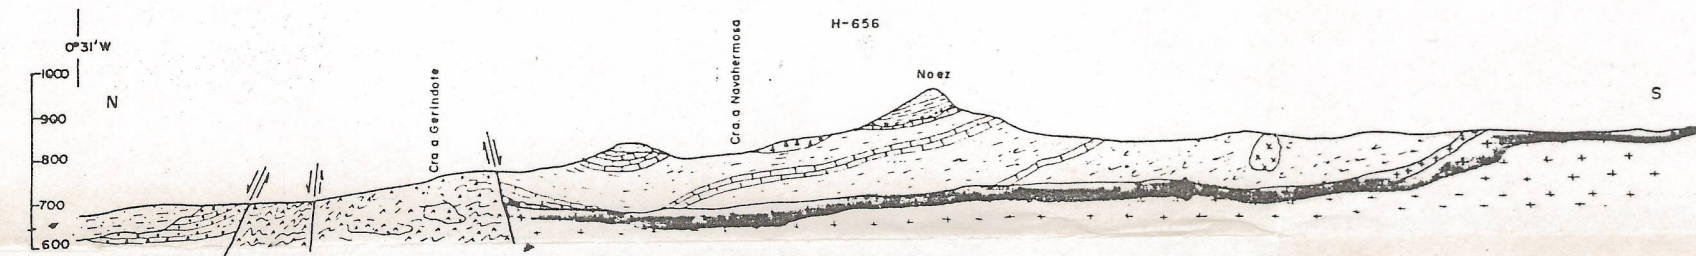 H-656
0°31'W
1000
N
900
800
700
600
Cra a Gerindote
Cra. a Navahermosa
Noez
S